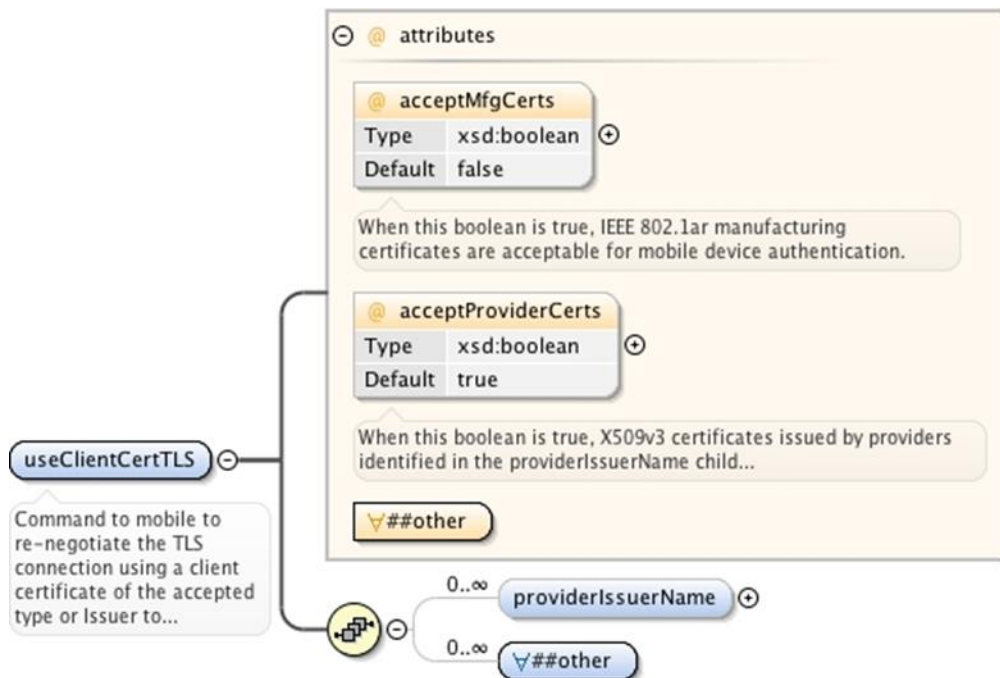 @ attributes
@ acceptMfgCerts
Type xsd:boolean
Default false
When this boolean is true, IEEE 802.1ar manufacturing
certificates are acceptable for mobile device authentication.
@ acceptProviderCerts
Type xsd:boolean
Default true
When this boolean is true, X509v3 certificates issued by providers
identified in the providerIssuerName child...
∀##other
useClientCertTLS
Command to mobile to
re-negotiate the TLS
connection using a client
certificate of the accepted
type or Issuer to...
0..∞
providerIssuerName
0..∞
∀##other